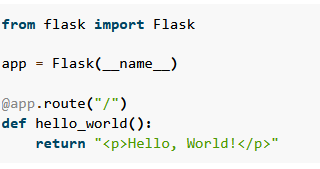 from flask import Flask
app = Flask(__name__)
@app.route("/")
def hello_world():
    return "<p>Hello, World!</p>"